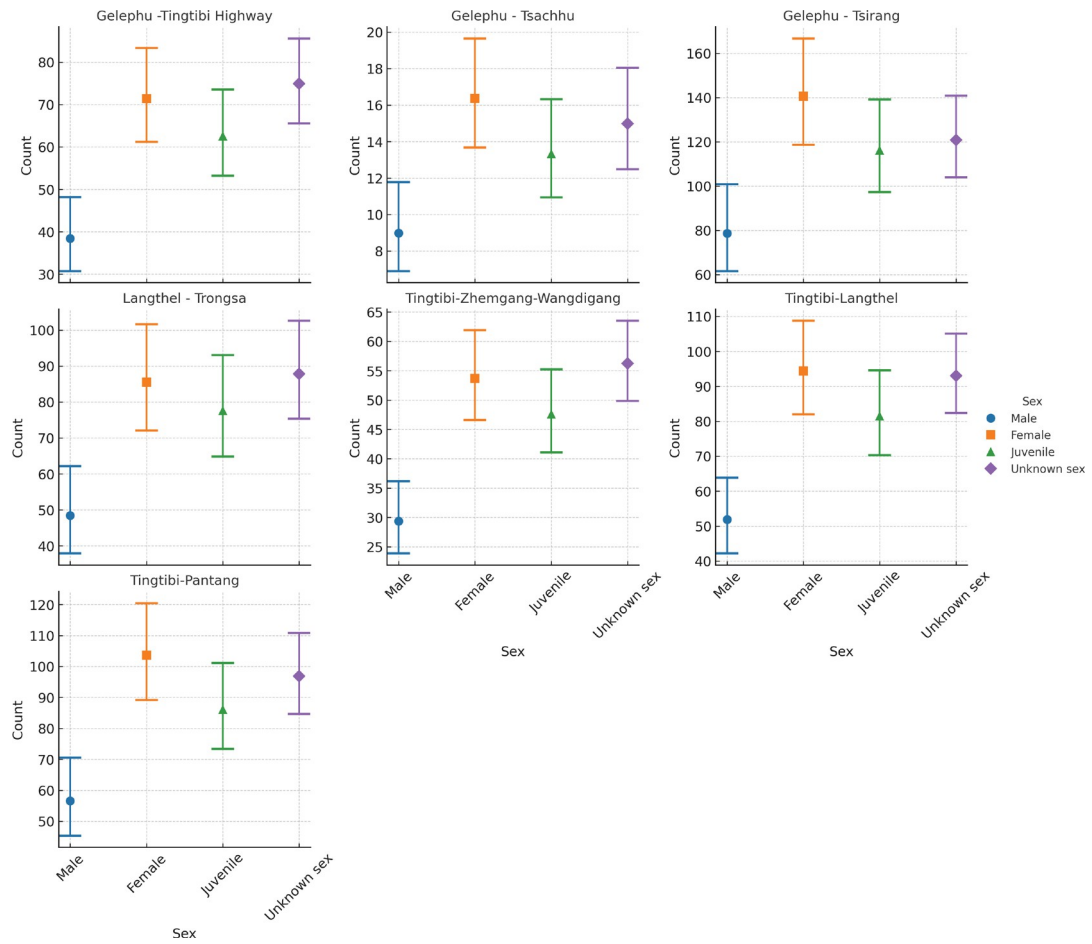 Gelephu -Tingtibi Highway
Gelephu - Tsachhu
Gelephu - Tsirang
80
70
60
50
40
30
Count
20
18
16
14
12
10
8
Count
160
140
120
100
80
60
Count
Langthel - Trongsa
Tingtibi-Zhemgang-Wangdigang
Tingtibi-Langthel
100
90
80
70
60
50
40
Count
65
60
55
50
45
40
35
30
25
Count
110
100
90
80
70
60
50
40
Count
Sex
Male
Female
Juvenile
Unknown sex
Male
Female
Juvenile
Unknown sex
Sex
Male
Female
Juvenile
Unknown sex
Sex
Tingtibi-Pantang
120
110
100
90
80
70
60
50
Count
Male
Female
Juvenile
Unknown sex
Sex